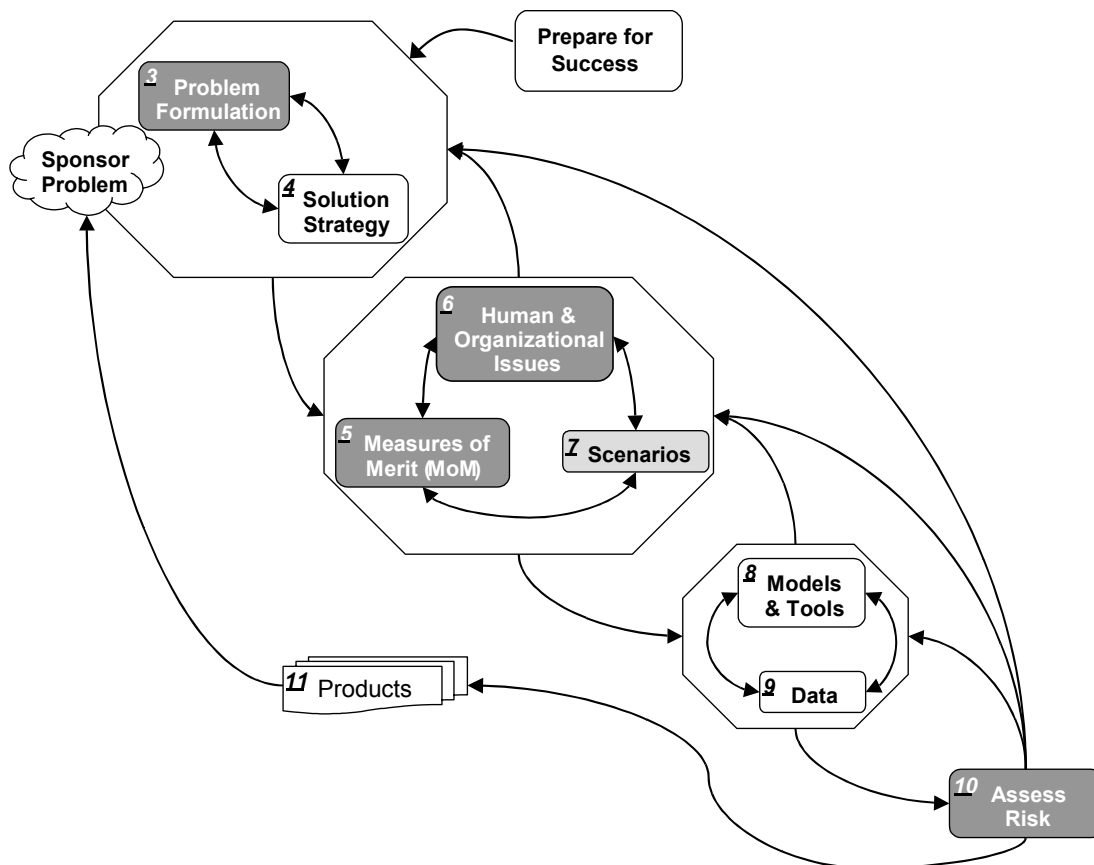 Prepare for
Success
3 Problem
Formulation
Sponsor
Problem
4 Solution
Strategy
6 Human &
Organizational
Issues
5 Measures of
Merit (MoM)
7 Scenarios
8 Models
& Tools
9 Data
11 Products
10 Assess
Risk